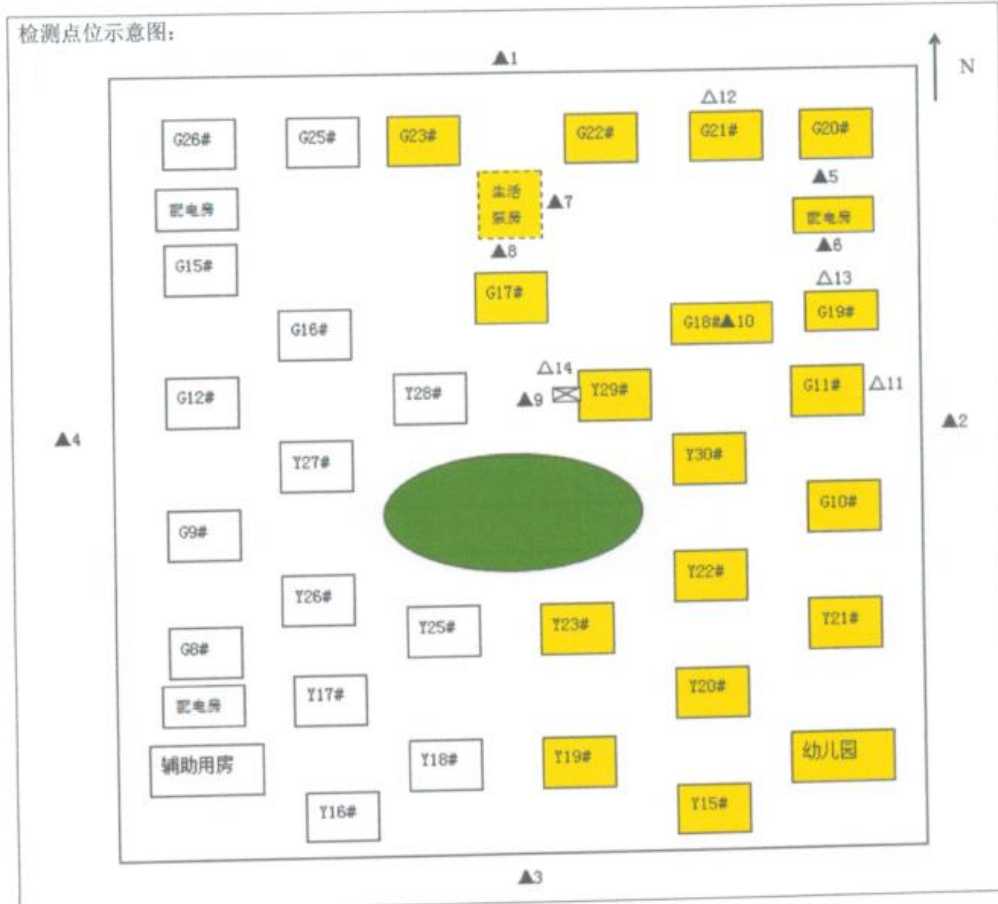 检测点位示意图：
▲1
N
△12
G26#
G25#
G23#
G22#
G21#
G20#
▲5
配电房
生活
泵房
▲7
配电房
▲8
▲6
G15#
G17#
△13
G16#
G18#▲10
G19#
△14
G12#
Y28#
▲9
Y29#
G11#
△11
▲4
▲2
Y27#
Y30#
G9#
G10#
Y26#
Y22#
Y25#
Y23#
Y21#
G8#
配电房
Y17#
Y20#
辅助用房
Y18#
Y19#
幼儿园
Y16#
Y15#
▲3